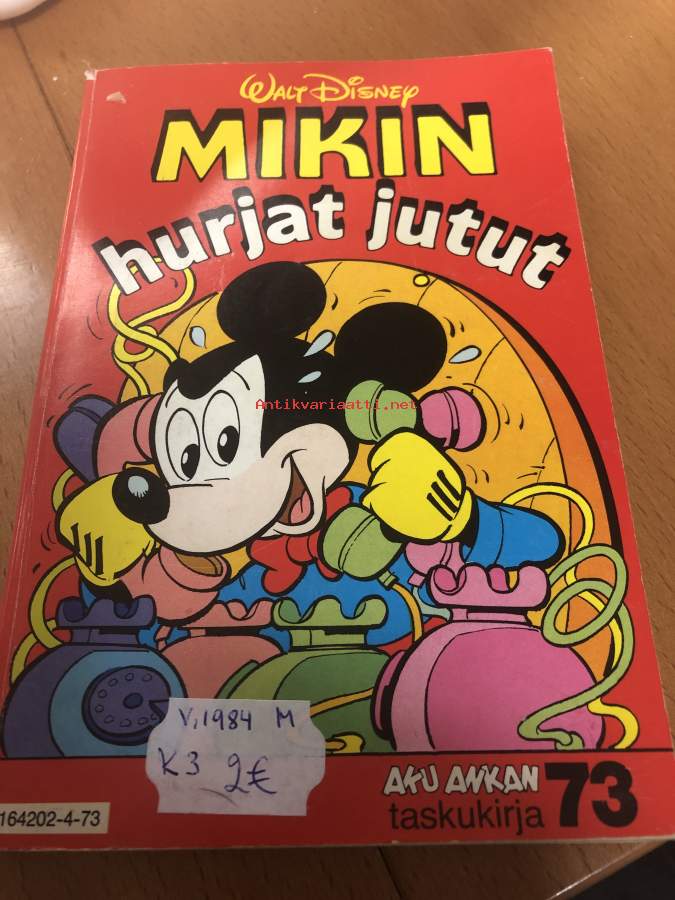 WALT DISNEY
MIKIN
hurjat jutut
Antikvariaatti.net
V.1984 M
K3 2€
AKU ANKAN
taskukirja 73
164202-4-73